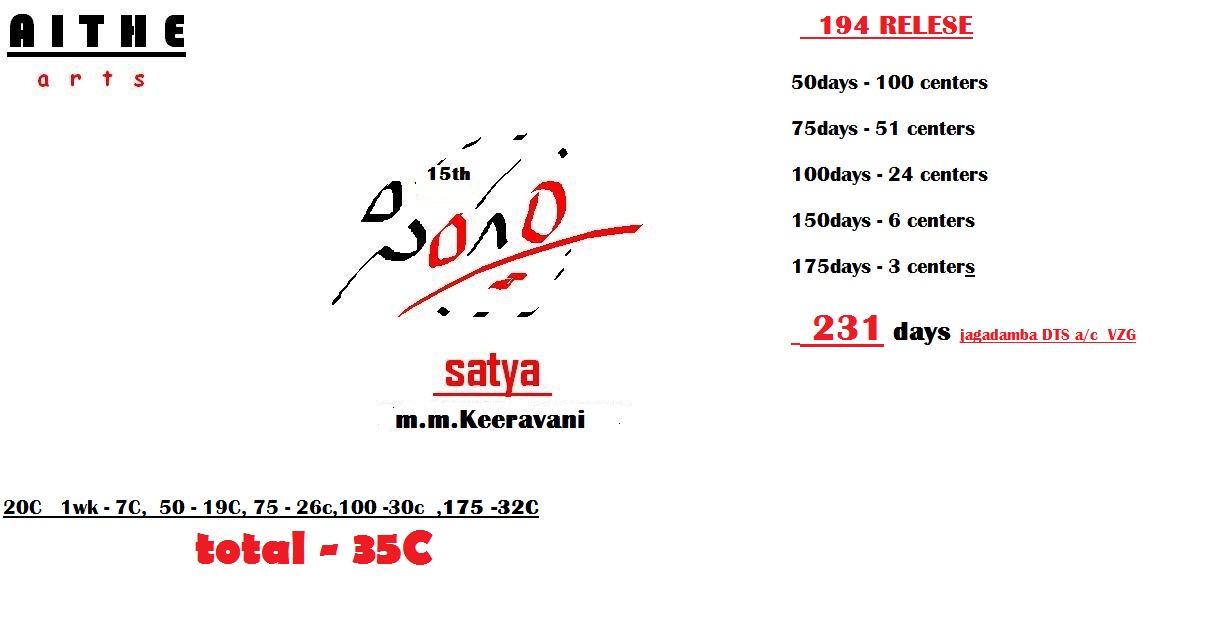 AITHE
arts
15th
satya
m.m.Keeravani
20C 1wk - 7C, 50 - 19C, 75 - 26c,100 -30c ,175 -32C
total - 35C
194 RELESE
50days - 100 centers
75days - 51 centers
100days - 24 centers
150days - 6 centers
175days - 3 centers
231 days jagadamba DTS a/c VZG